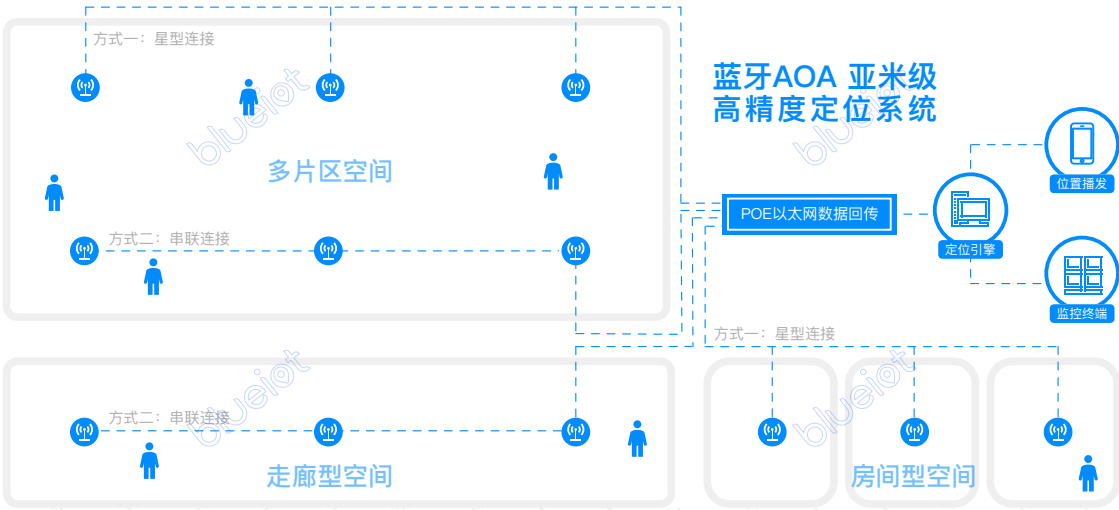 方式一：星型连接
blueiot
多片区空间
方式二：串联连接
蓝牙AOA 亚米级
高精度定位系统
blueiot
POE以太网数据回传
定位引擎
位置播发
监控终端
方式二：串联连接
blueiot
走廊型空间
方式一：星型连接
blueiot
房间型空间